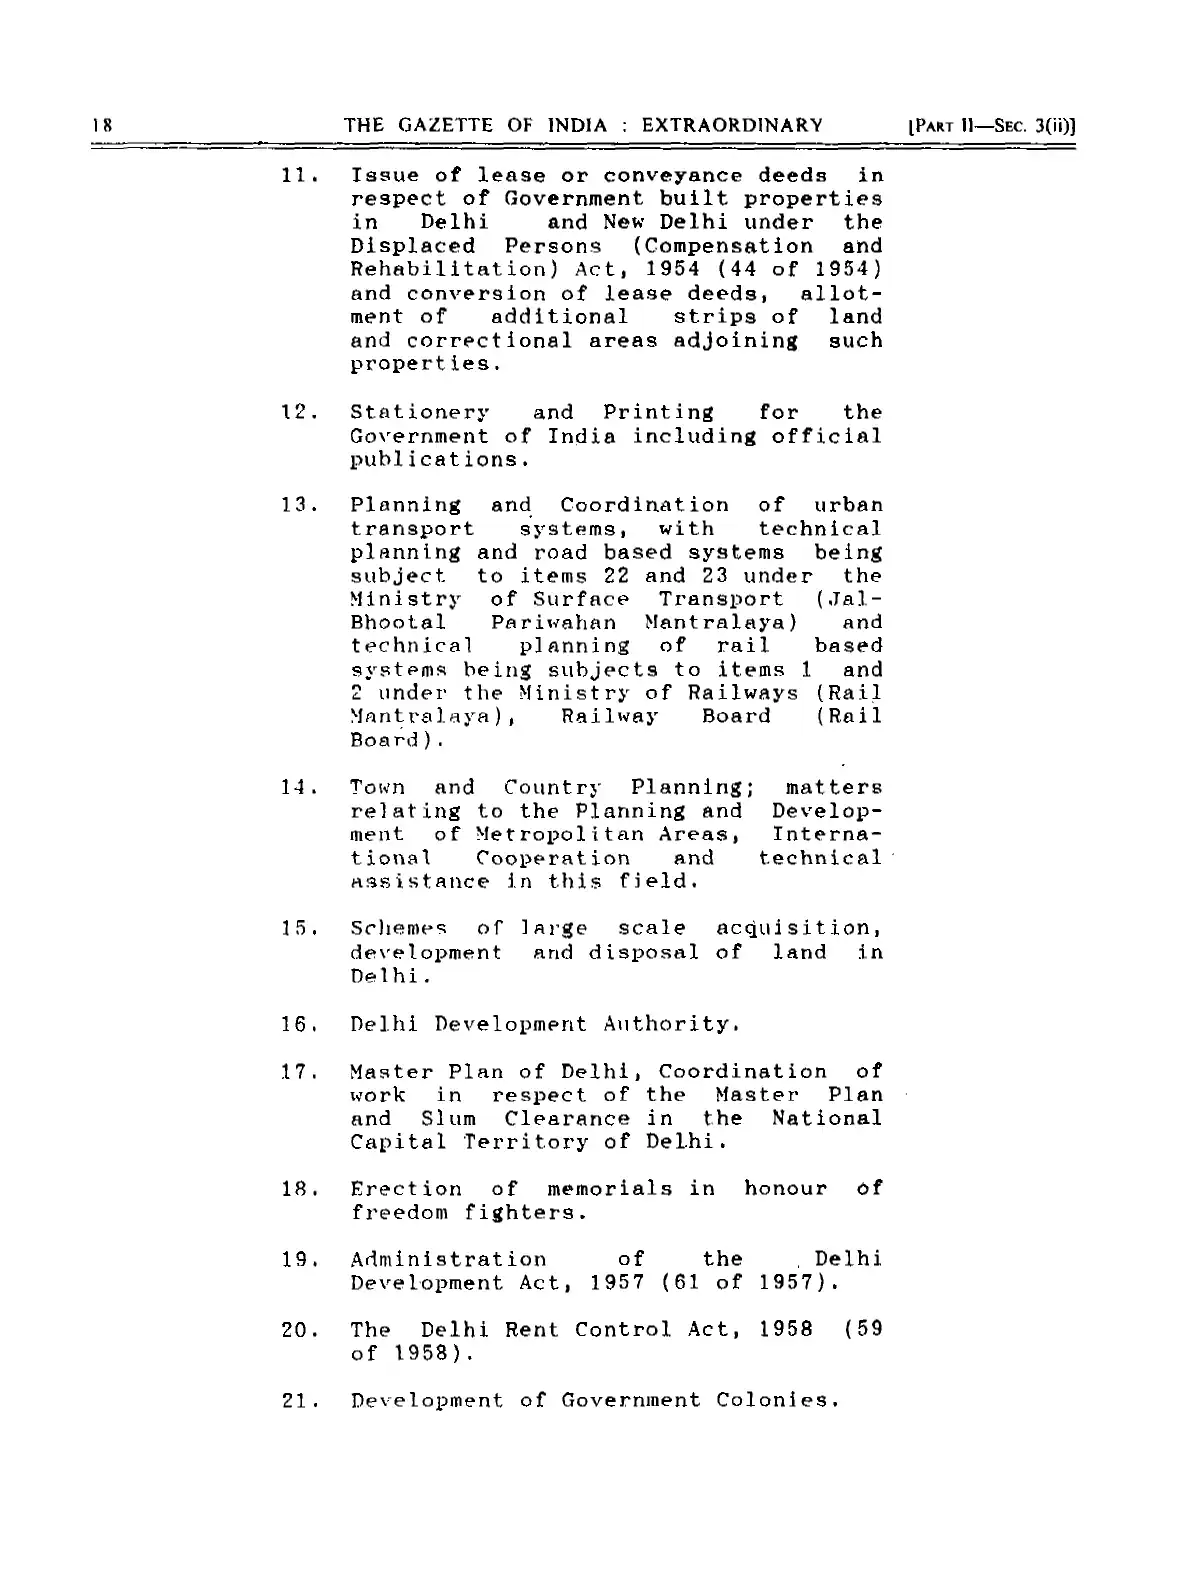 18 THE GAZETTE OF INDIA : EXTRAORDINARY [PART II—SEC. 3(ii)]
11. Issue of lease or conveyance deeds in
respect of Government built properties
in Delhi and New Delhi under the
Displaced Persons (Compensation and
Rehabilitation) Act, 1954 (44 of 1954)
and conversion of lease deeds, allot-
ment of additional strips of land
and correctional areas adjoining such
properties.
12. Stationery and Printing for the
Government of India including official
publications.
13. Planning and Coordination of urban
transport systems, with technical
planning and road based systems being
subject to items 22 and 23 under the
Ministry of Surface Transport (Jal-
Bhootal Pariwahan Mantralaya) and
technical planning of rail based
systems being subjects to items 1 and
2 under the Ministry of Railways (Rail
Mantralaya), Railway Board (Rail
Board).
14. Town and Country Planning; matters
relating to the Planning and Develop-
ment of Metropolitan Areas, Interna-
tional Cooperation and technical
assistance in this field.
15. Schemes of large scale acquisition,
development and disposal of land in
Delhi.
16. Delhi Development Authority.
17. Master Plan of Delhi, Coordination of
work in respect of the Master Plan
and Slum Clearance in the National
Capital Territory of Delhi.
18. Erection of memorials in honour of
freedom fighters.
19. Administration of the Delhi
Development Act, 1957 (61 of 1957).
20. The Delhi Rent Control Act, 1958 (59
of 1958).
21. Development of Government Colonies.